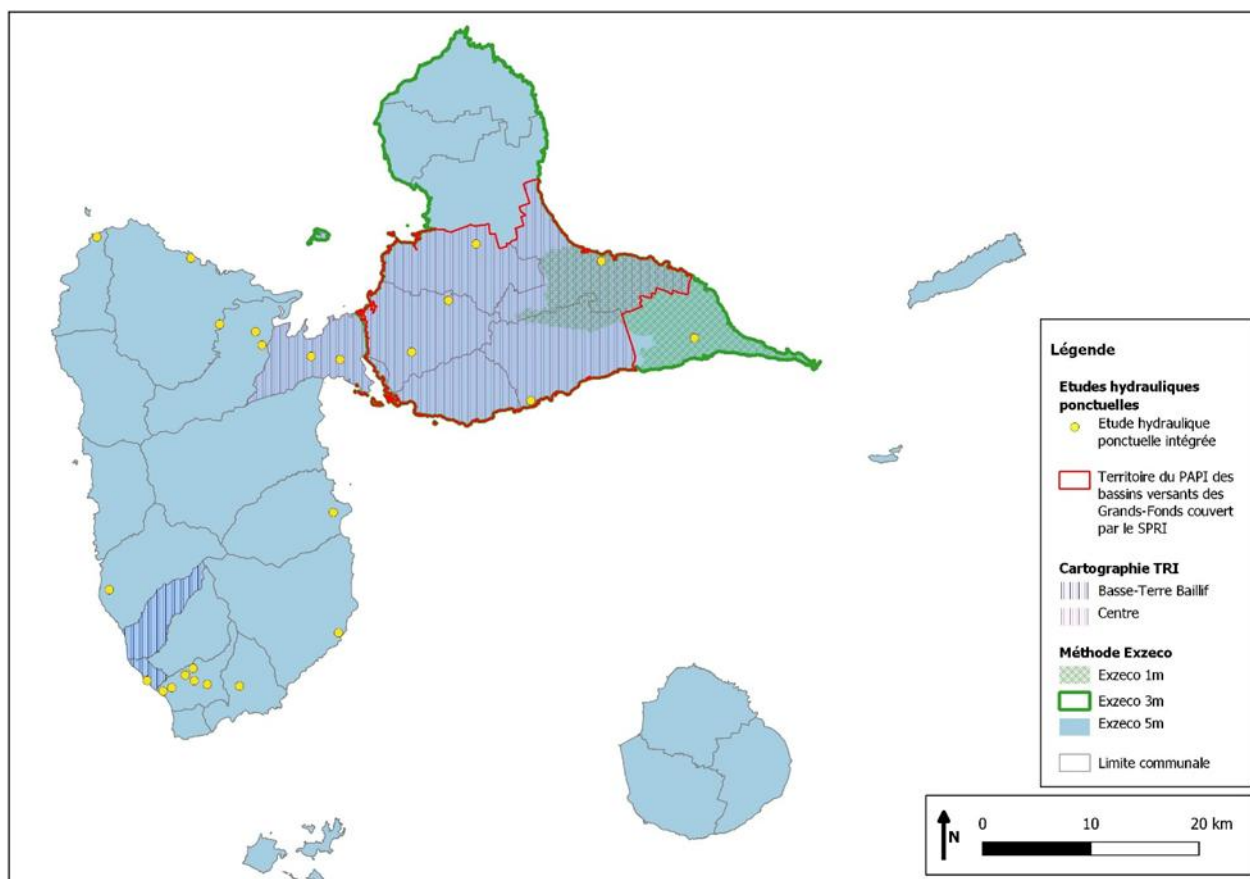 Légende
Etudes hydrauliques
ponctuelles
Etude hydraulique
ponctuelle intégrée
Territoire du PAPI des
bassins versants des
Grands-Fonds couvert
par le SPRI
Cartographie TRI
Basse-Terre Baillif
Centre
Méthode Exzeco
Exzeco 1m
Exzeco 3m
Exzeco 5m
Limite communale
N
0 10 20 km